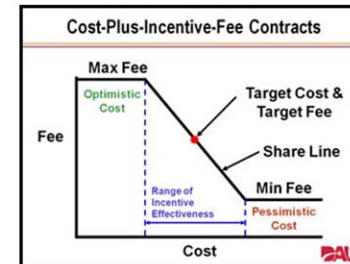 Cost-Plus-Incentive-Fee Contracts
Max Fee
Optimistic
Cost
Target Cost &
Target Fee
Fee
Share Line
Range of
Incentive
Effectiveness
Min Fee
Pessimistic
Cost
Cost